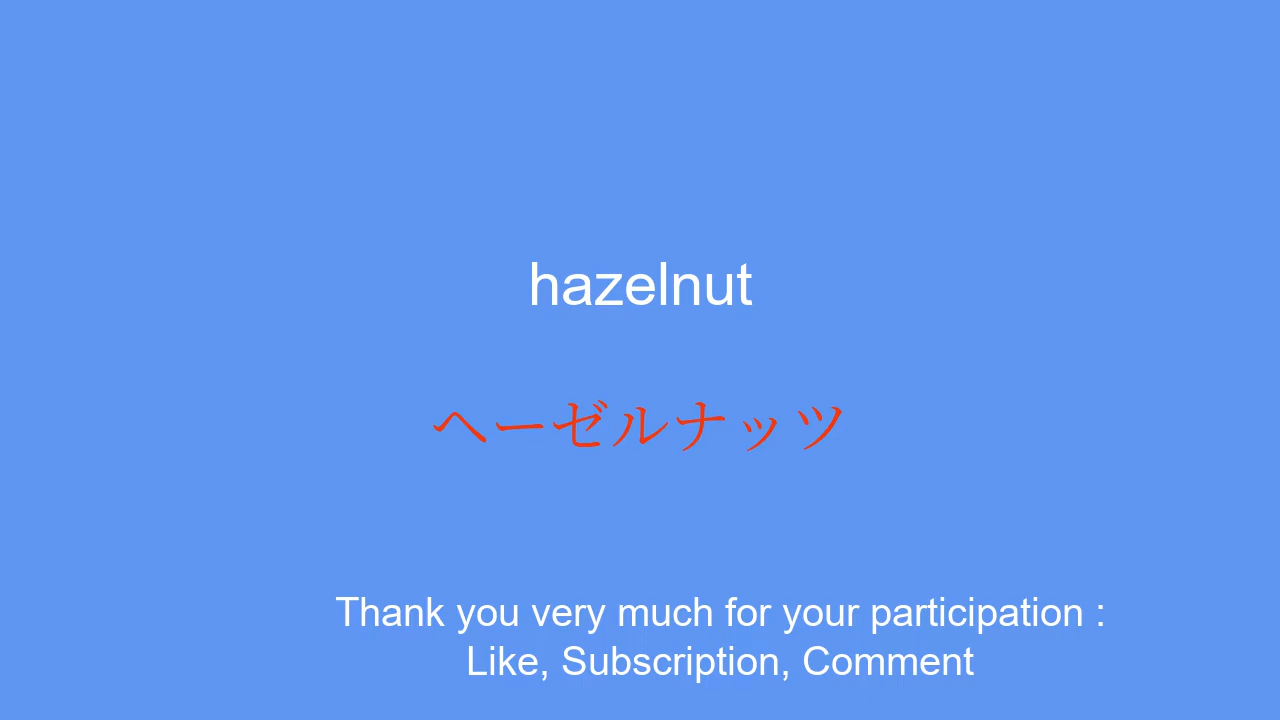 hazelnut
ヘーゼルナッツ
Thank you very much for your participation :
Like, Subscription, Comment